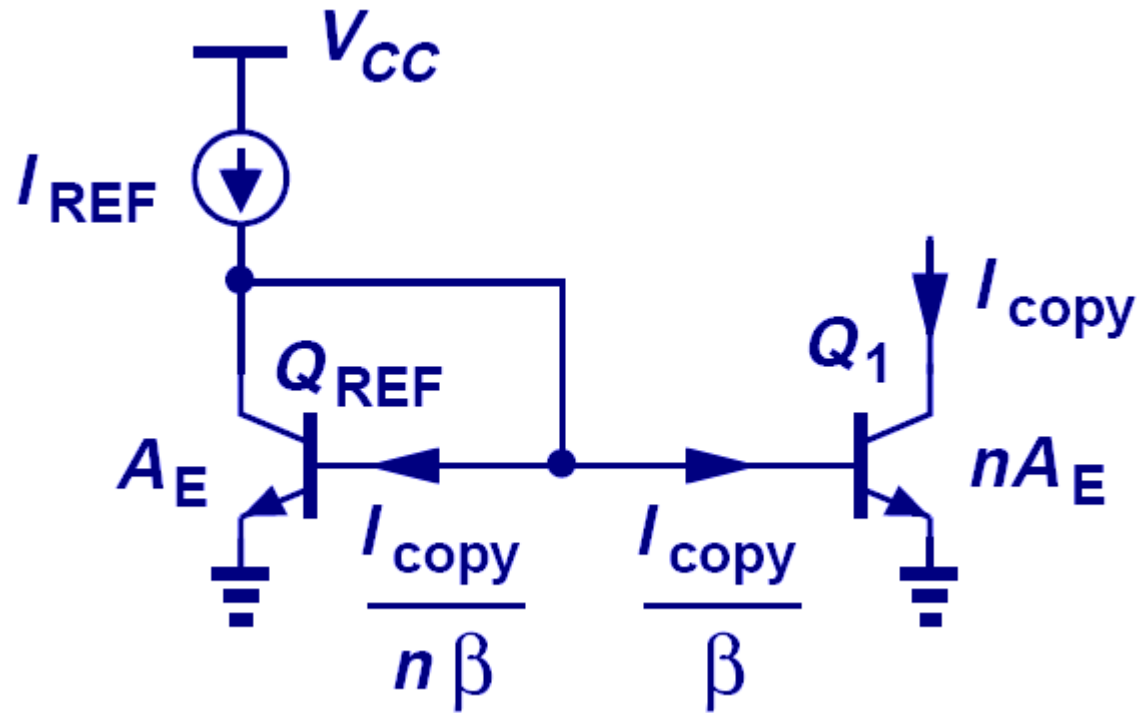 V_CC
I_REF
Q_REF
Q_1
I_copy
A_E
nA_E
I_copy
nβ
I_copy
β